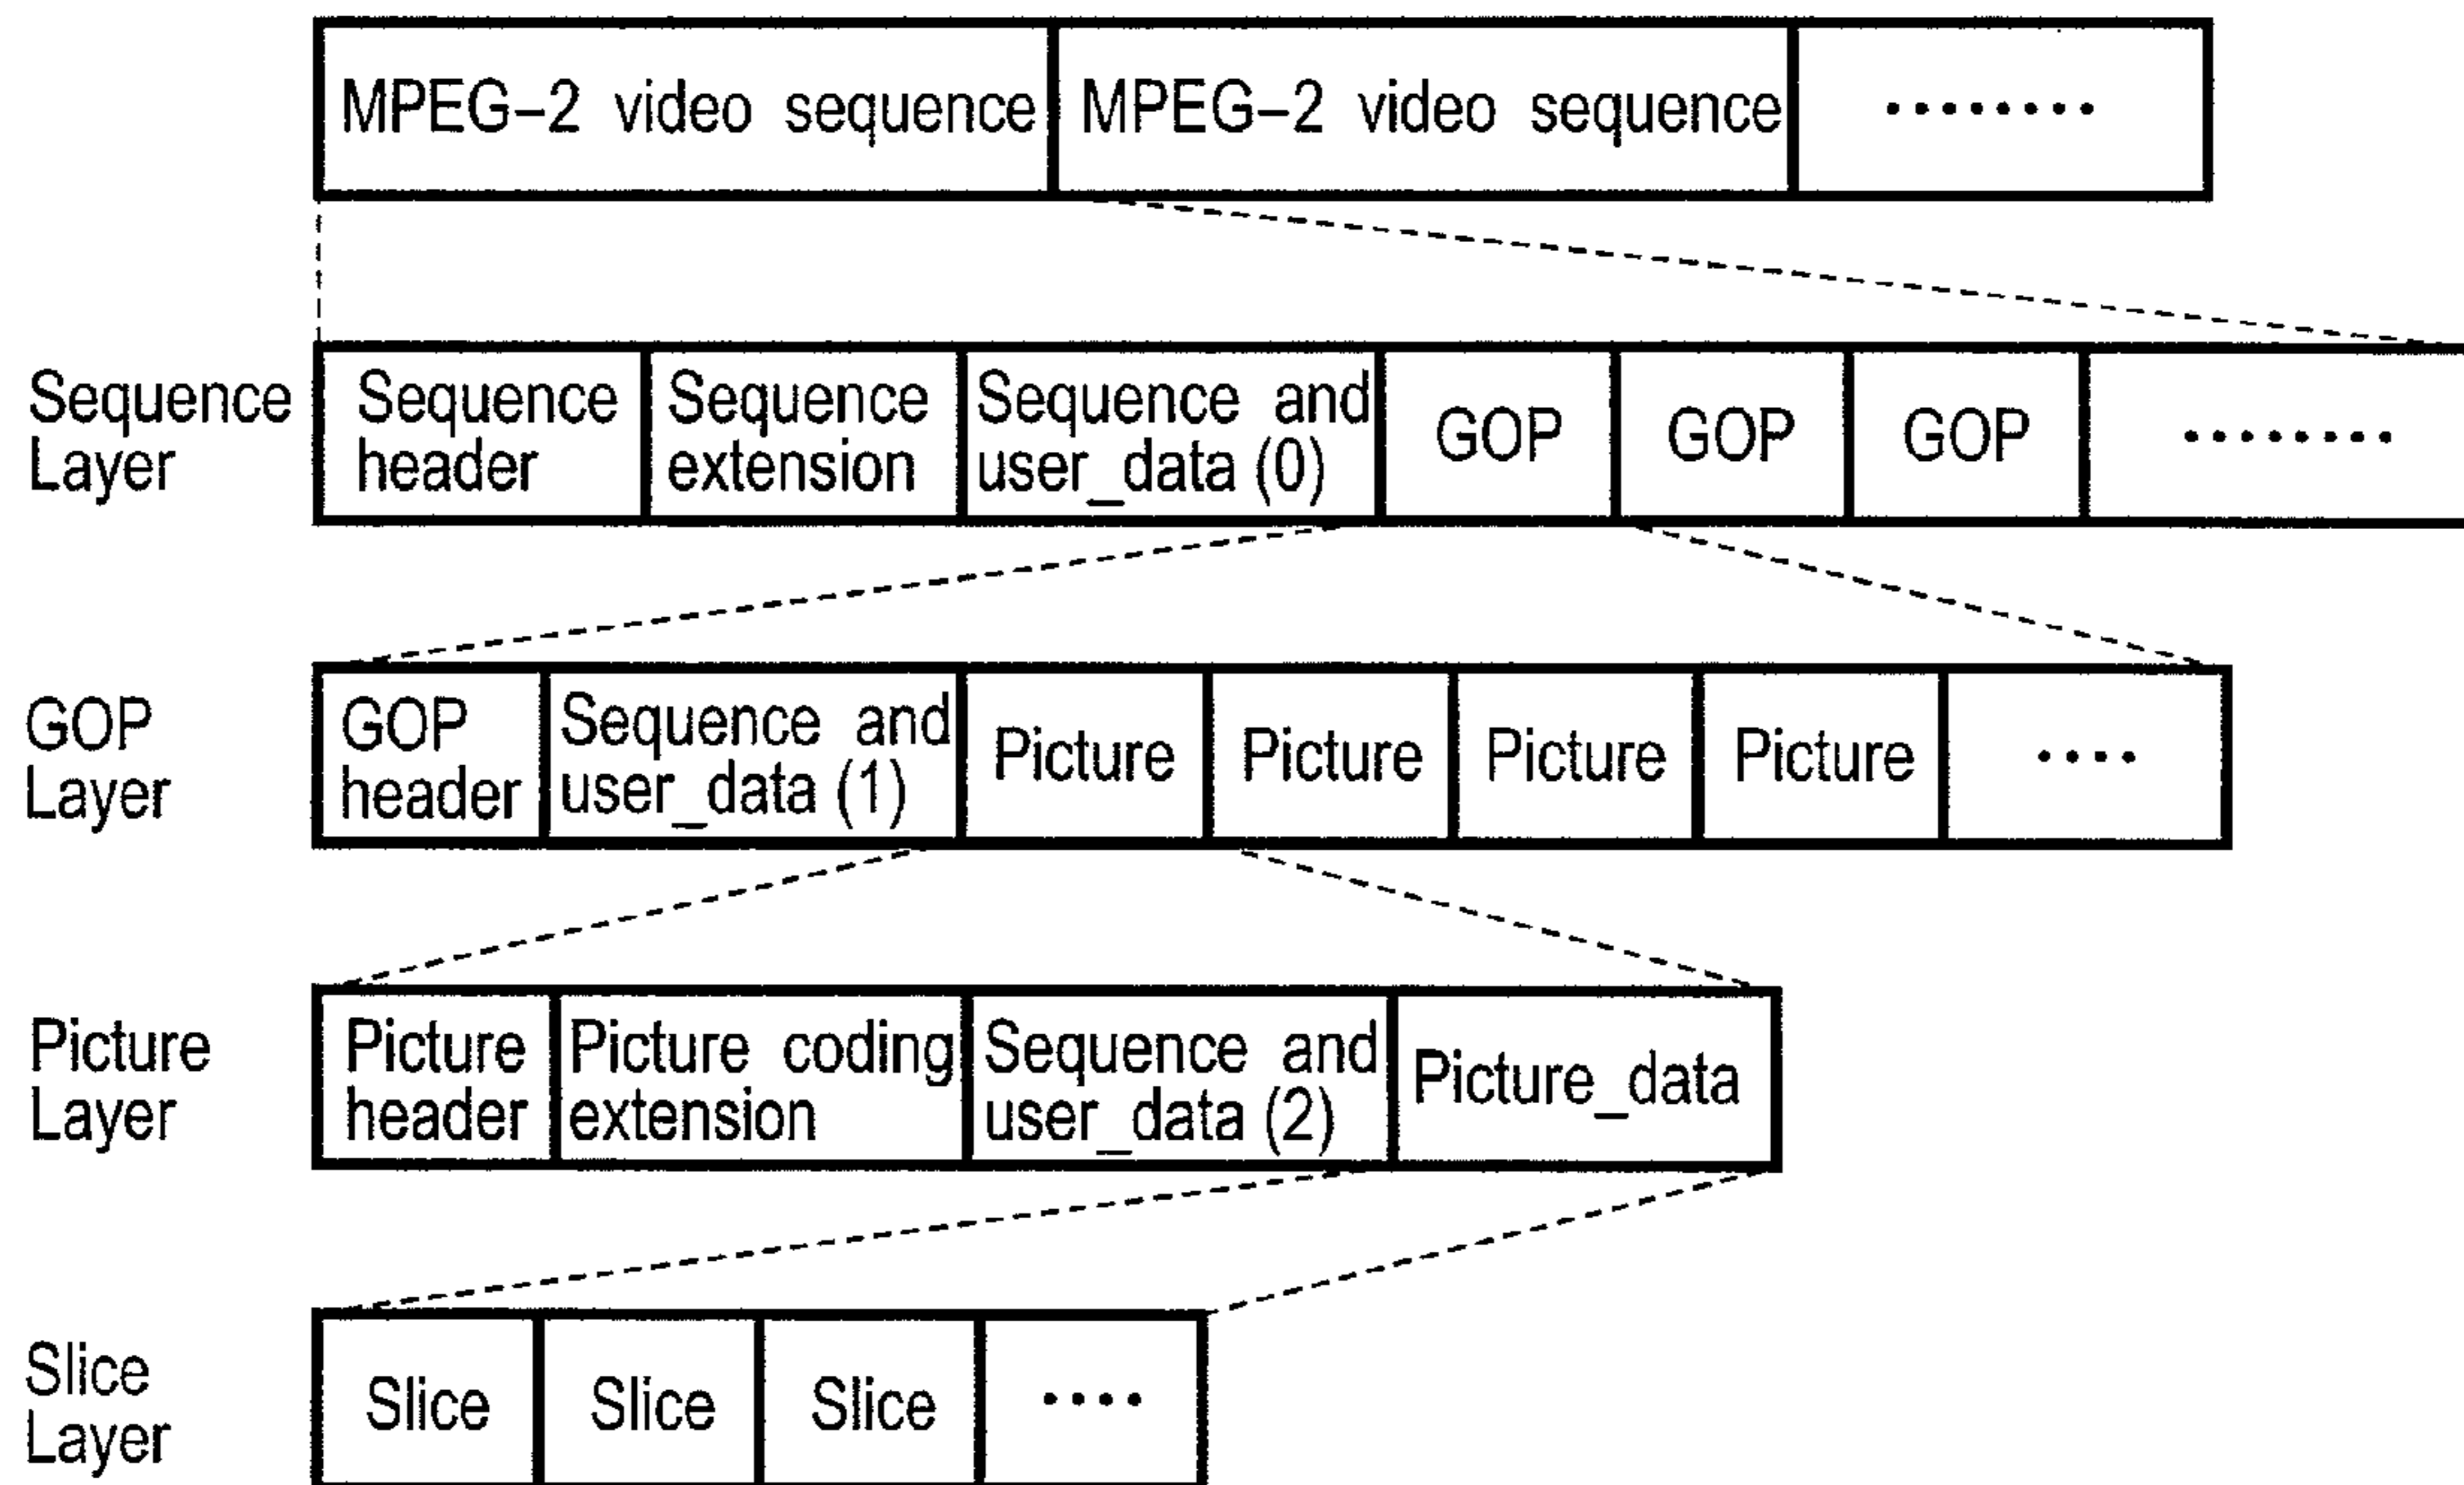 MPEG–2 video sequence MPEG–2 video sequence ········
Sequence Layer
Sequence header
Sequence extension
Sequence and user_data (0)
GOP GOP GOP ········
GOP Layer
GOP header
Sequence and user_data (1)
Picture Picture Picture Picture ····
Picture Layer
Picture header
Picture coding extension
Sequence and user_data (2)
Picture_data
Slice Layer
Slice Slice Slice ····